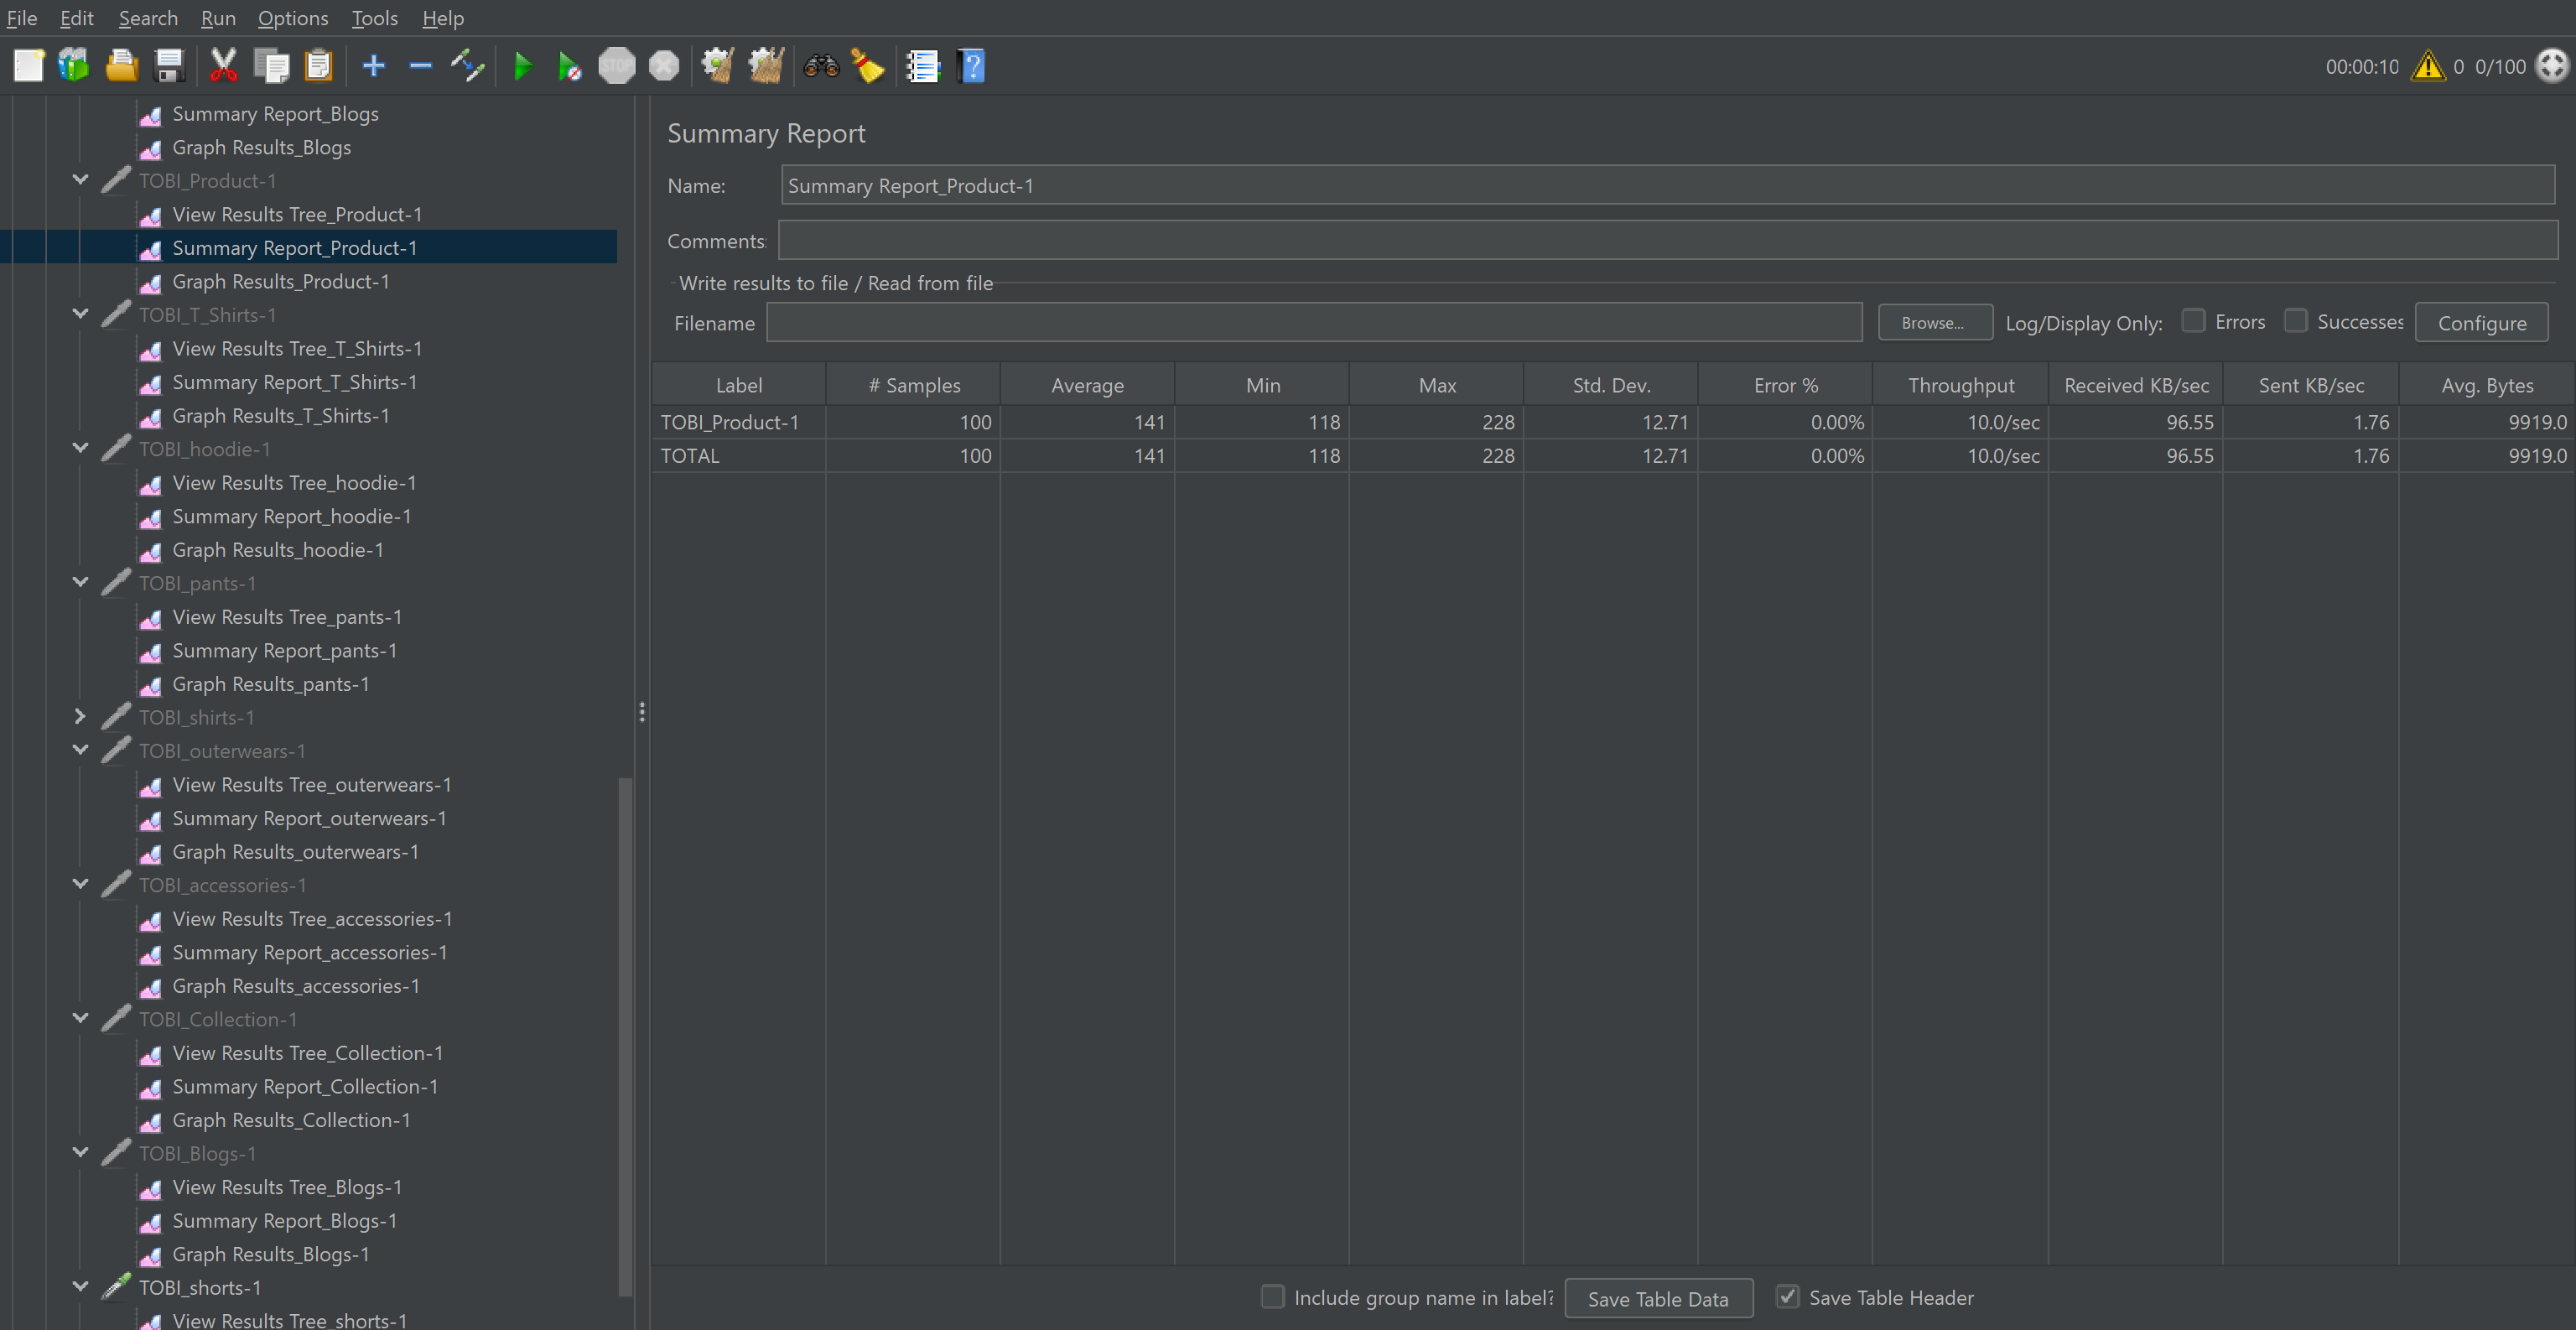 File Edit Search Run Options Tools Help
STOP
00:00:10 0 0/100
Summary Report_Blogs
Graph Results_Blogs
TOBI_Product-1
View Results Tree_Product-1
Summary Report_Product-1
Graph Results_Product-1
TOBI_T_Shirts-1
View Results Tree_T_Shirts-1
Summary Report_T_Shirts-1
Graph Results_T_Shirts-1
TOBI_hoodie-1
View Results Tree_hoodie-1
Summary Report_hoodie-1
Graph Results_hoodie-1
TOBI_pants-1
View Results Tree_pants-1
Summary Report_pants-1
Graph Results_pants-1
TOBI_shirts-1
TOBI_outerwears-1
View Results Tree_outerwears-1
Summary Report_outerwears-1
Graph Results_outerwears-1
TOBI_accessories-1
View Results Tree_accessories-1
Summary Report_accessories-1
Graph Results_accessories-1
TOBI_Collection-1
View Results Tree_Collection-1
Summary Report_Collection-1
Graph Results_Collection-1
TOBI_Blogs-1
View Results Tree_Blogs-1
Summary Report_Blogs-1
Graph Results_Blogs-1
TOBI_shorts-1
View Results Tree_shorts-1
Summary Report
Name: Summary Report_Product-1
Comments:
Write results to file / Read from file
Filename Browse... Log/Display Only: Errors Successes Configure
Label # Samples Average Min Max Std. Dev. Error % Throughput Received KB/sec Sent KB/sec Avg. Bytes
TOBI_Product-1 100 141 118 228 12.71 0.00% 10.0/sec 96.55 1.76 9919.0
TOTAL 100 141 118 228 12.71 0.00% 10.0/sec 96.55 1.76 9919.0
Include group name in label? Save Table Data Save Table Header